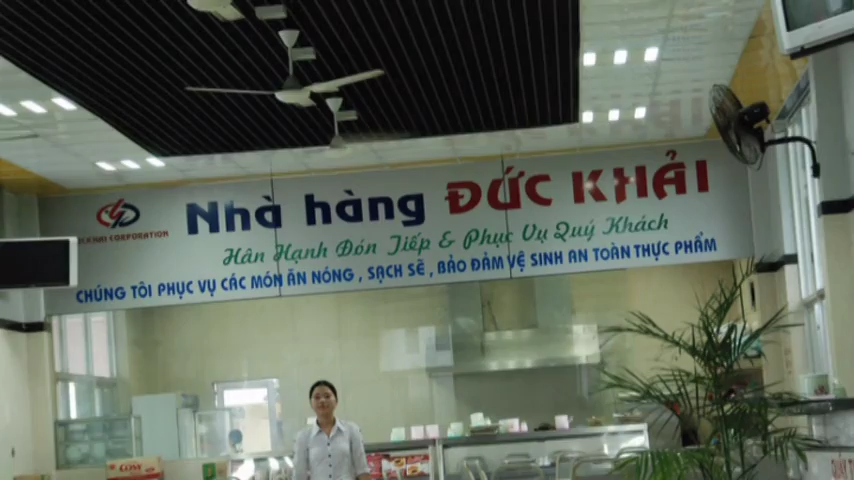 Nhà hàng ĐỨC KHẢI
CORPORATION
Hân Hạnh Đón Tiếp & Phục Vụ Quý Khách
CHÚNG TÔI PHỤC VỤ CÁC MÓN ĂN NÓNG , SẠCH SẼ , BẢO ĐẢM VỆ SINH AN TOÀN THỰC PHẨM